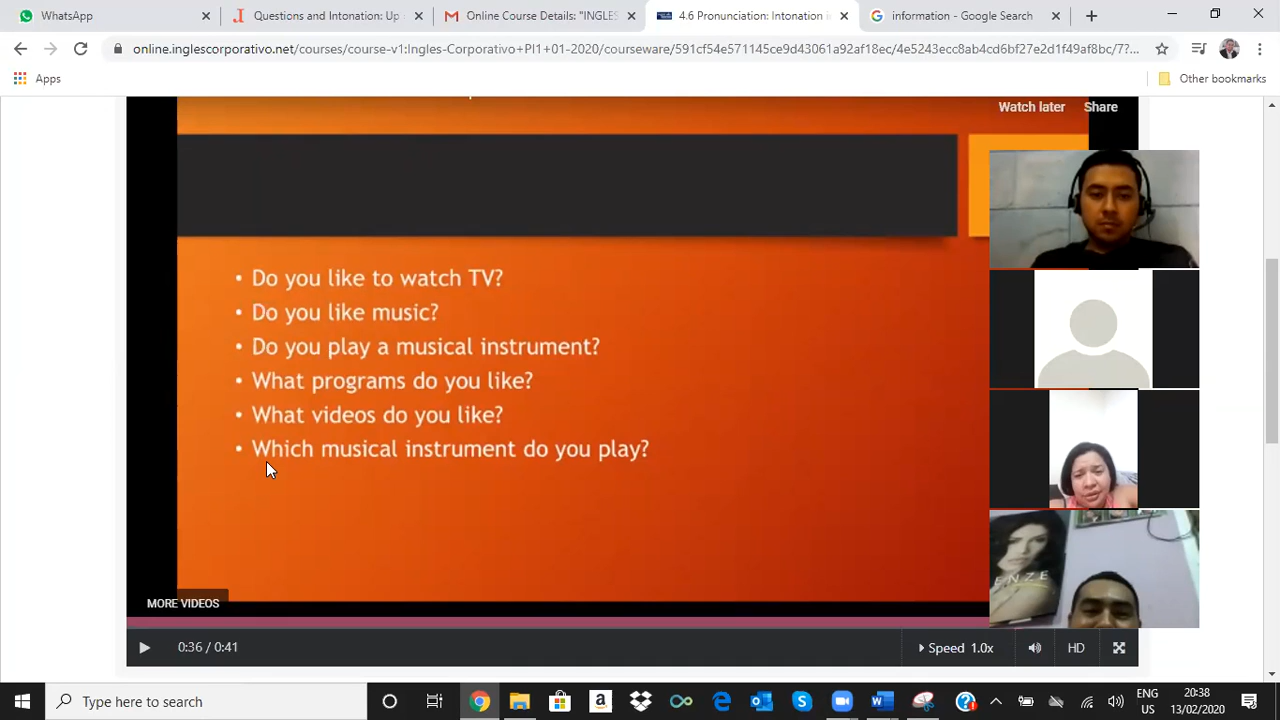 WhatsApp
Questions and Intonation: U
Online Course Details: "INGLES
4.6 Pronunciation: Intonation i
information - Google Search
online.inglescorporativo.net/courses/course-v1:Ingles-Corporativo+PI1+01-2020/courseware/591cf54e571145ce9d43061a92af18ec/4e5243ecc8ab4cd6bf27e2d1f49af8bc/7?...
Apps
Other bookmarks
Watch later
Share
• Do you like to watch TV?
• Do you like music?
• Do you play a musical instrument?
• What programs do you like?
• What videos do you like?
• Which musical instrument do you play?
ENZE
MORE VIDEOS
0:36 / 0:41
Speed 1.0x
HD
Type here to search
ENG
US
20:38
13/02/2020